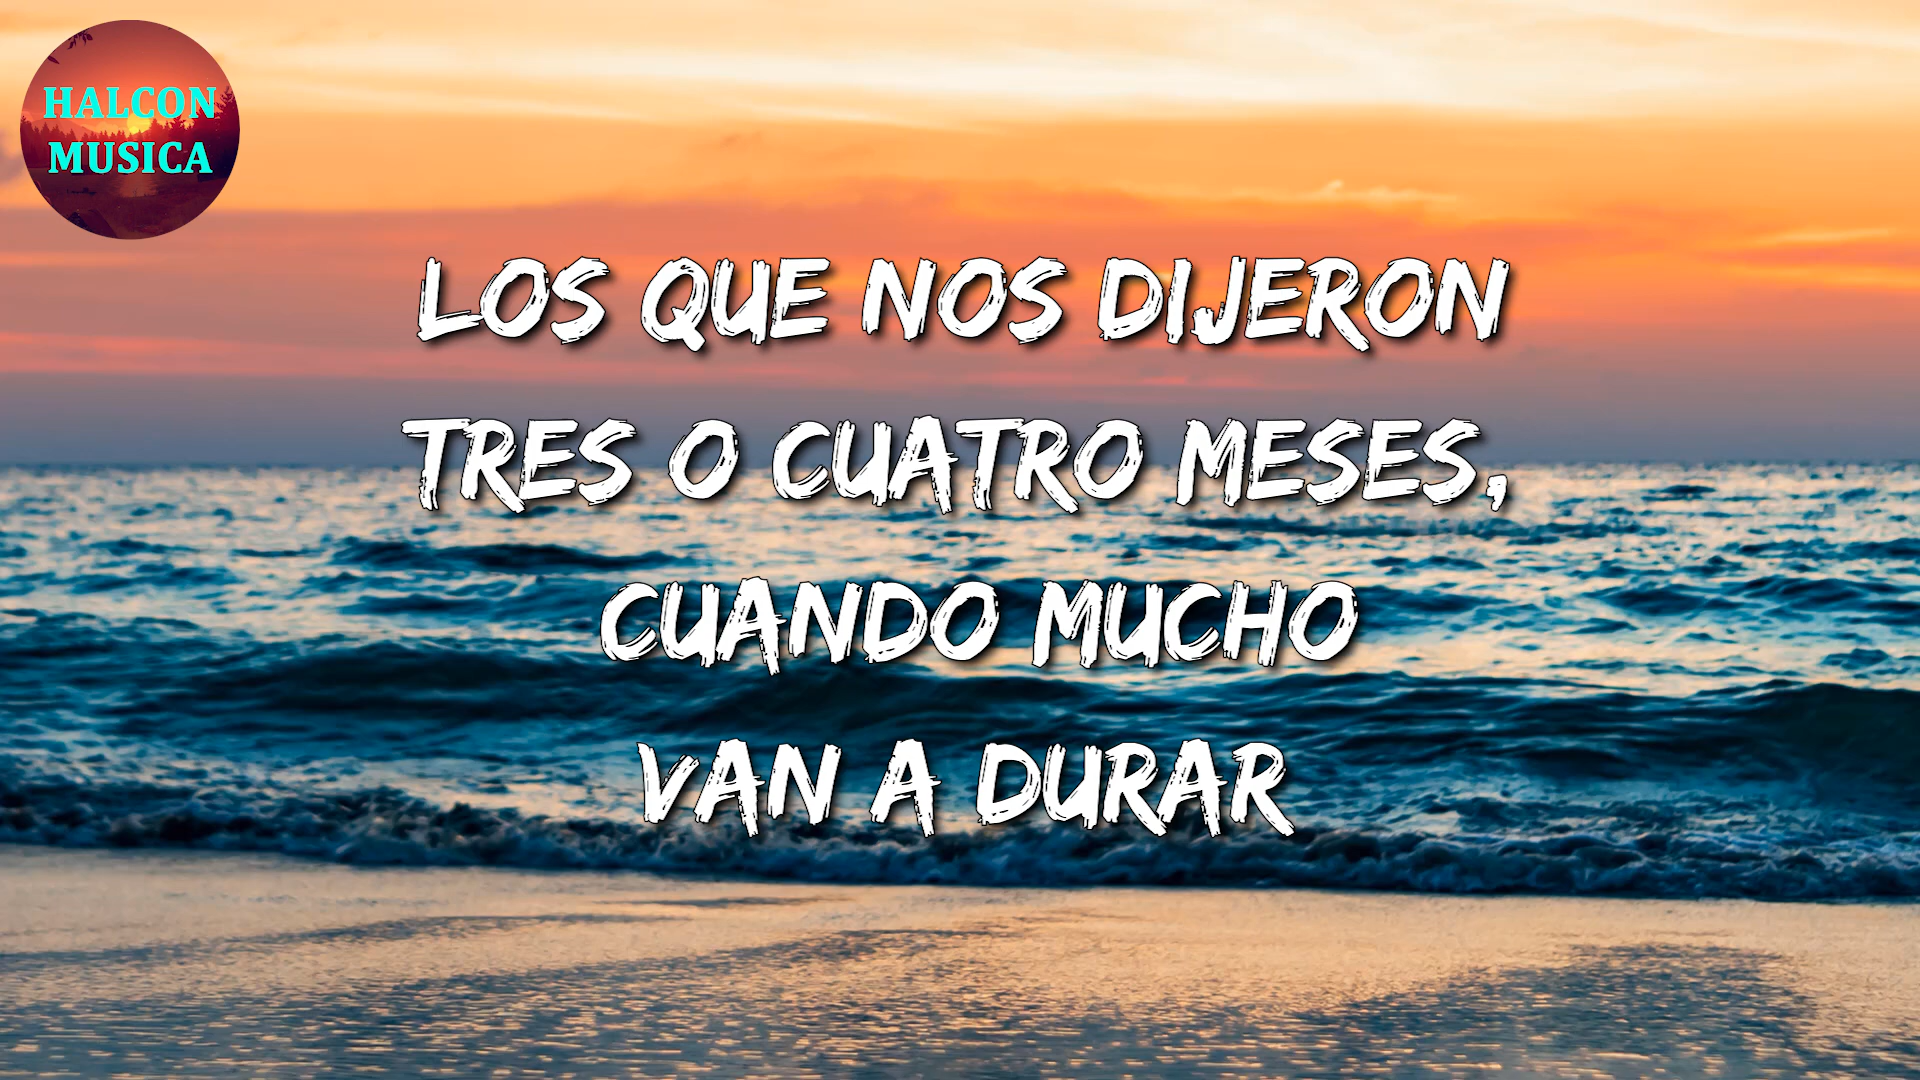 HALCON
MUSICA
LOS QUE NOS DIJERON
TRES O CUATRO MESES,
CUANDO MUCHO
VAN A DURAR